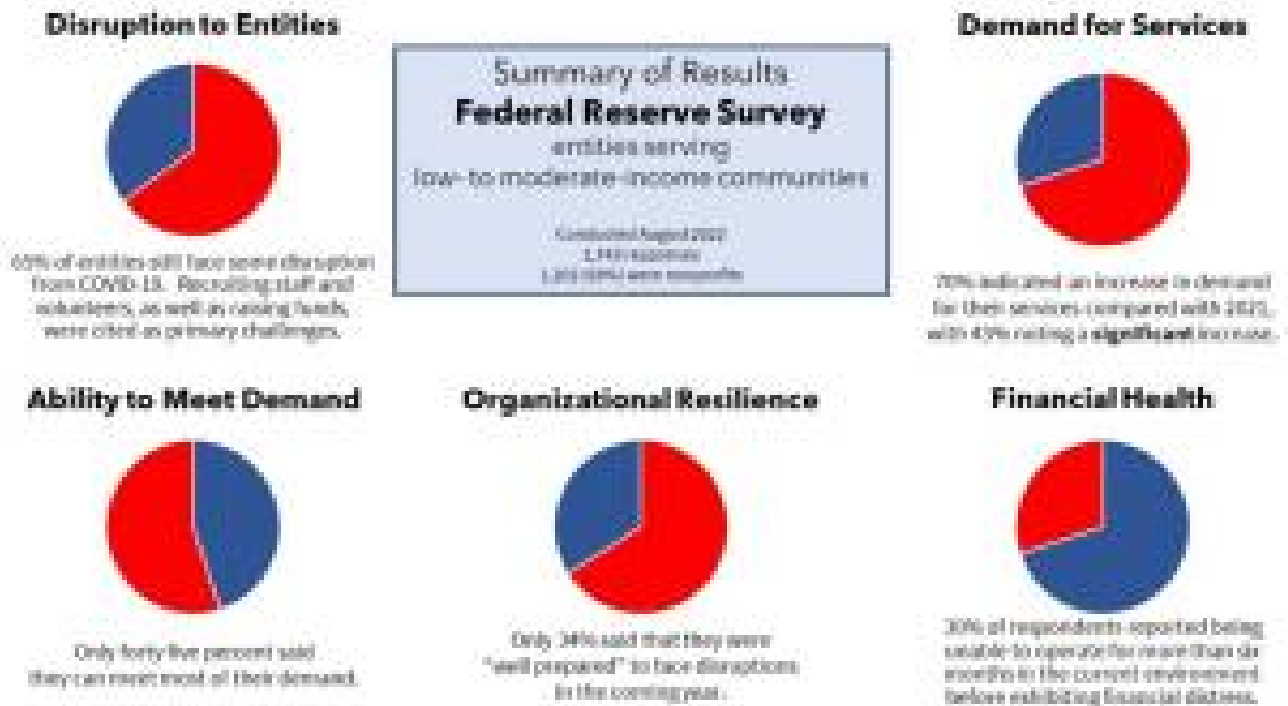 Disruption to Entities
65% of entities still face some disruption
from COVID-19. Recruiting staff and
volunteers, as well as raising funds,
were cited as primary challenges.
Summary of Results
Federal Reserve Survey
entities serving
low- to moderate-income communities
Conducted August 2022
responses
were nonprofits
Demand for Services
70% indicated an increase in demand
for their services compared with 2021,
with 43% noting a significant increase.
Ability to Meet Demand
Only forty five percent said
they can meet most of their demand.
Organizational Resilience
Only 34% said that they were
"well prepared" to face disruptions
in the coming year.
Financial Health
30% of respondents reported being
unable to operate for more than six
months in the current environment
before exhibiting financial distress.